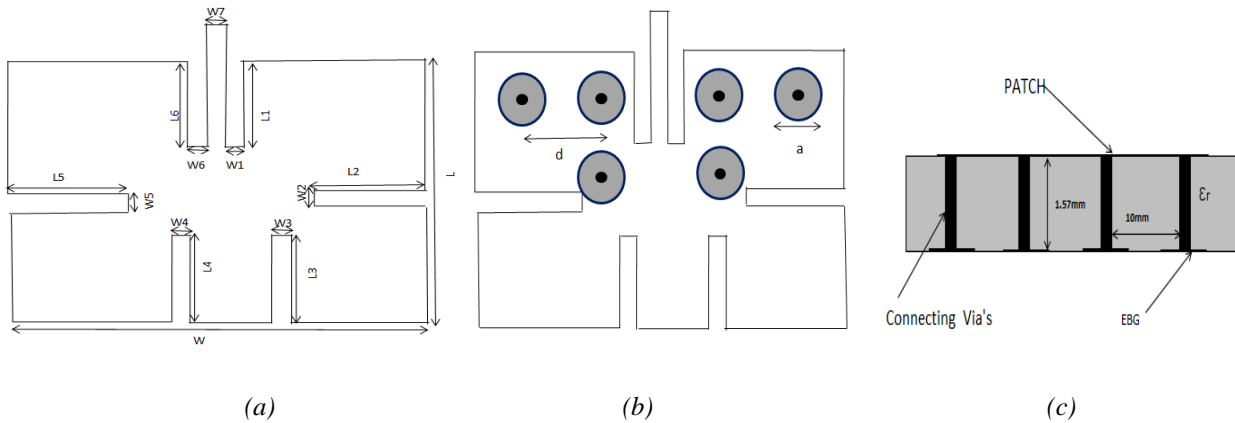 W7
L6
L1
W6
W1
L5
W5
L2
W2
L
W4
W3
L4
L3
W
d
a
PATCH
1.57mm
10mm
Ɛr
Connecting Via's
EBG
(a)
(b)
(c)